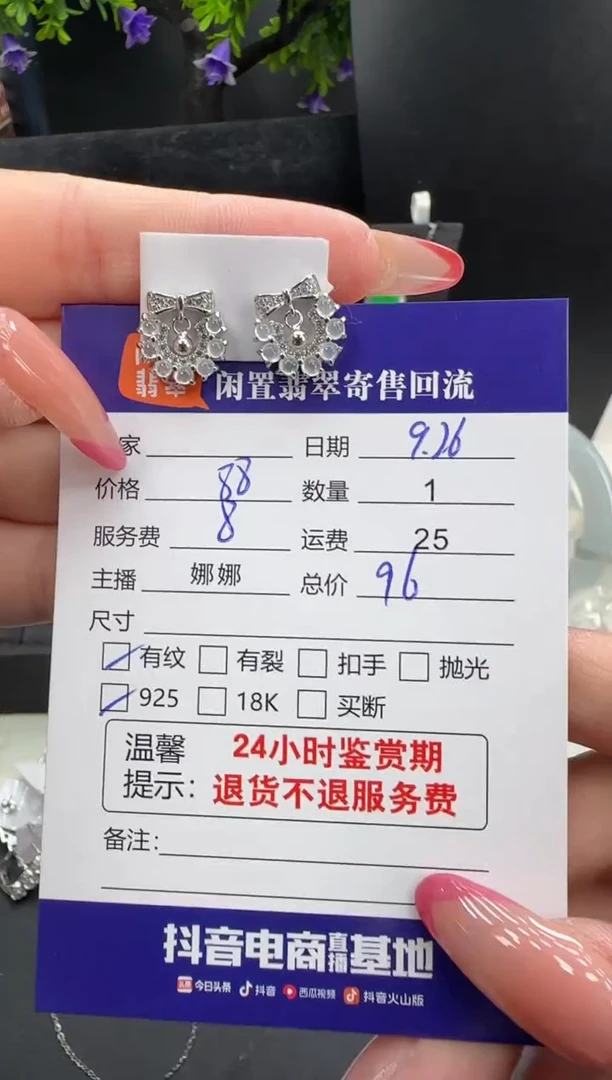 闲置翡翠寄售回流
家 日期 9.26
价格 88 数量 1
服务费 8 运费 25
主播 娜娜 总价 96
尺寸
有纹 有裂 扣手 抛光
925 18K 买断
温馨提示： 24小时鉴赏期
退货不退服务费
备注:
抖音电商直播基地
头条 今日头条 抖音 西瓜视频 抖音火山版